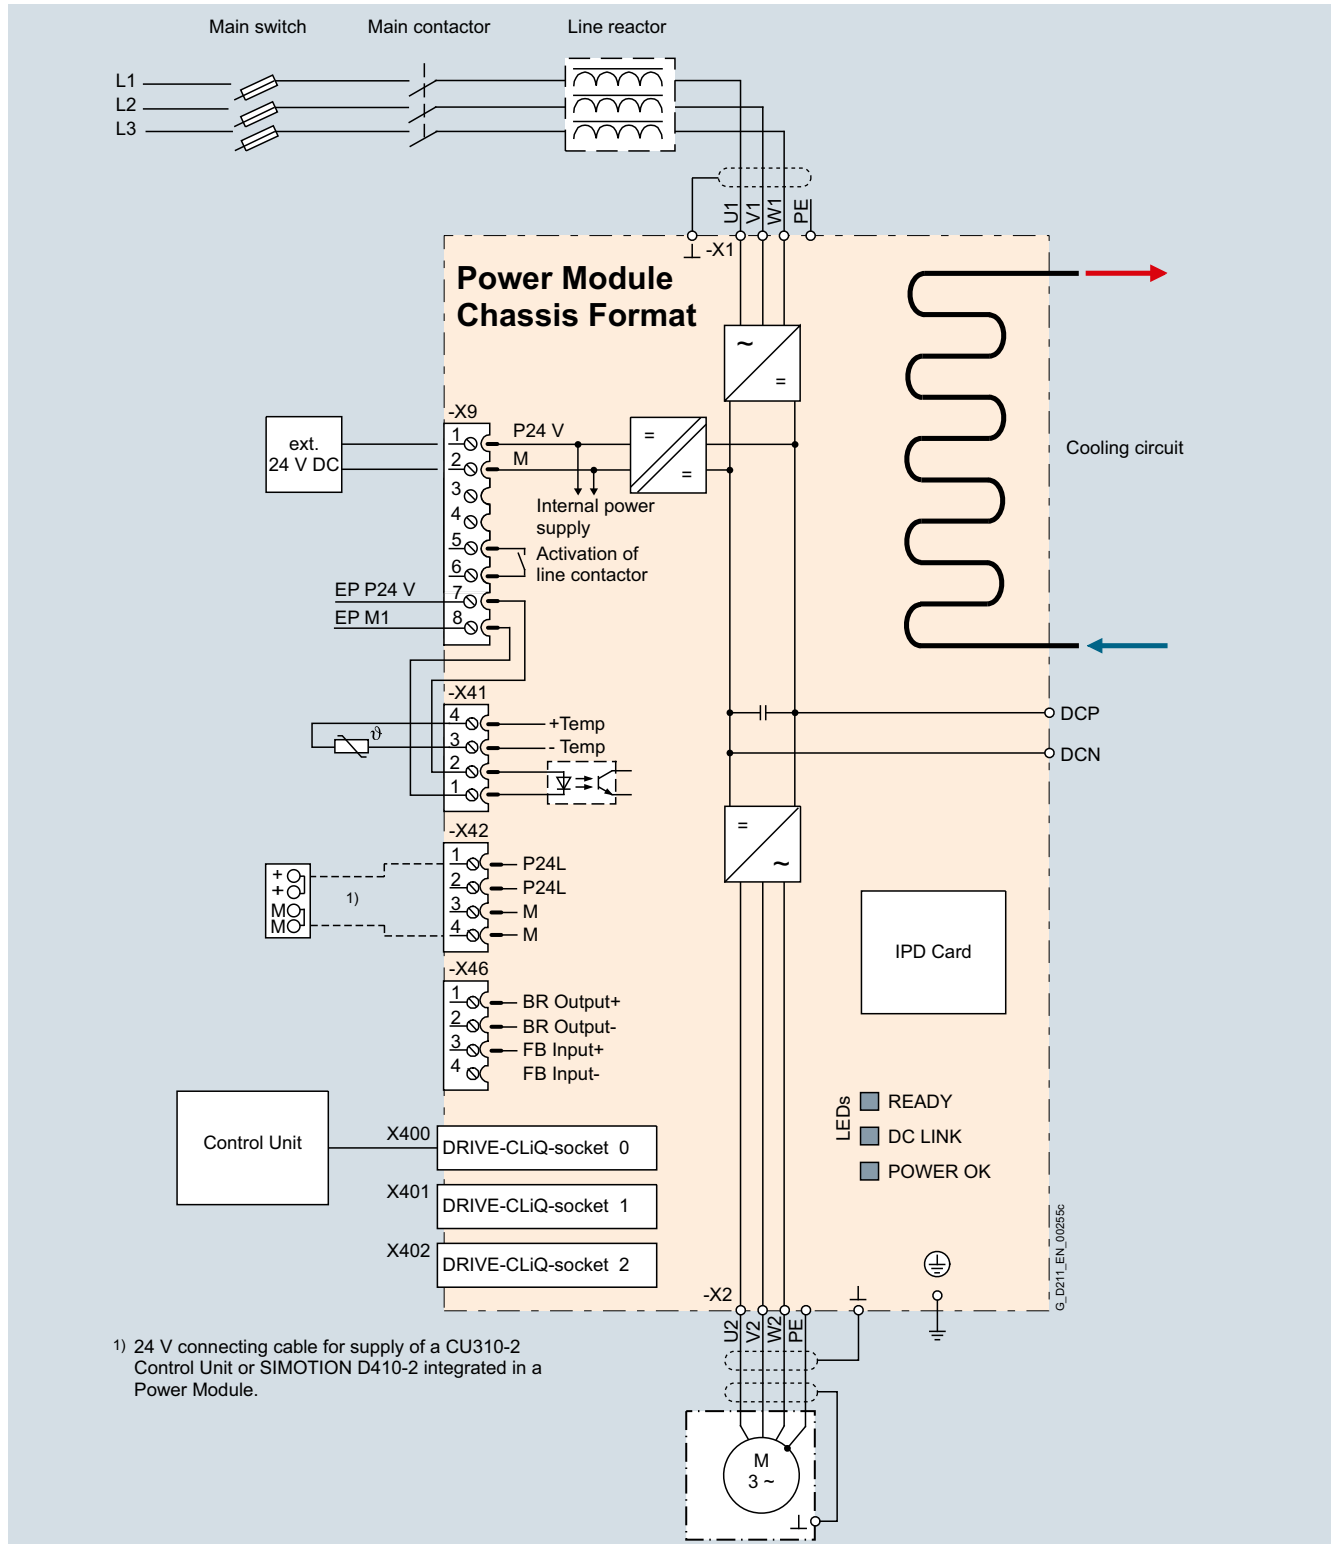 Main switch Main contactor Line reactor
L1
L2
L3
U1 V1 W1 PE
-X1
Power Module
Chassis Format
~
=
-X9
ext.
24 V DC
1 P24 V
2 M
3
4
5
6
7
8
=
=
Internal power
supply
Activation of
line contactor
EP P24 V
EP M1
Cooling circuit
-X41
4 +Temp
3 - Temp
2
1
ϑ
DCP
DCN
=
~
-X42
1 P24L
2 P24L
3 M
4 M
+
+
M
M
1)
-X46
1 BR Output+
2 BR Output-
3 FB Input+
4 FB Input-
IPD Card
Control Unit
X400 DRIVE-CLiQ-socket 0
X401 DRIVE-CLiQ-socket 1
X402 DRIVE-CLiQ-socket 2
LEDs
READY
DC LINK
POWER OK
G_D211_EN_00255c
-X2
U2 V2 W2 PE
1) 24 V connecting cable for supply of a CU310-2
Control Unit or SIMOTION D410-2 integrated in a
Power Module.
M
3 ~